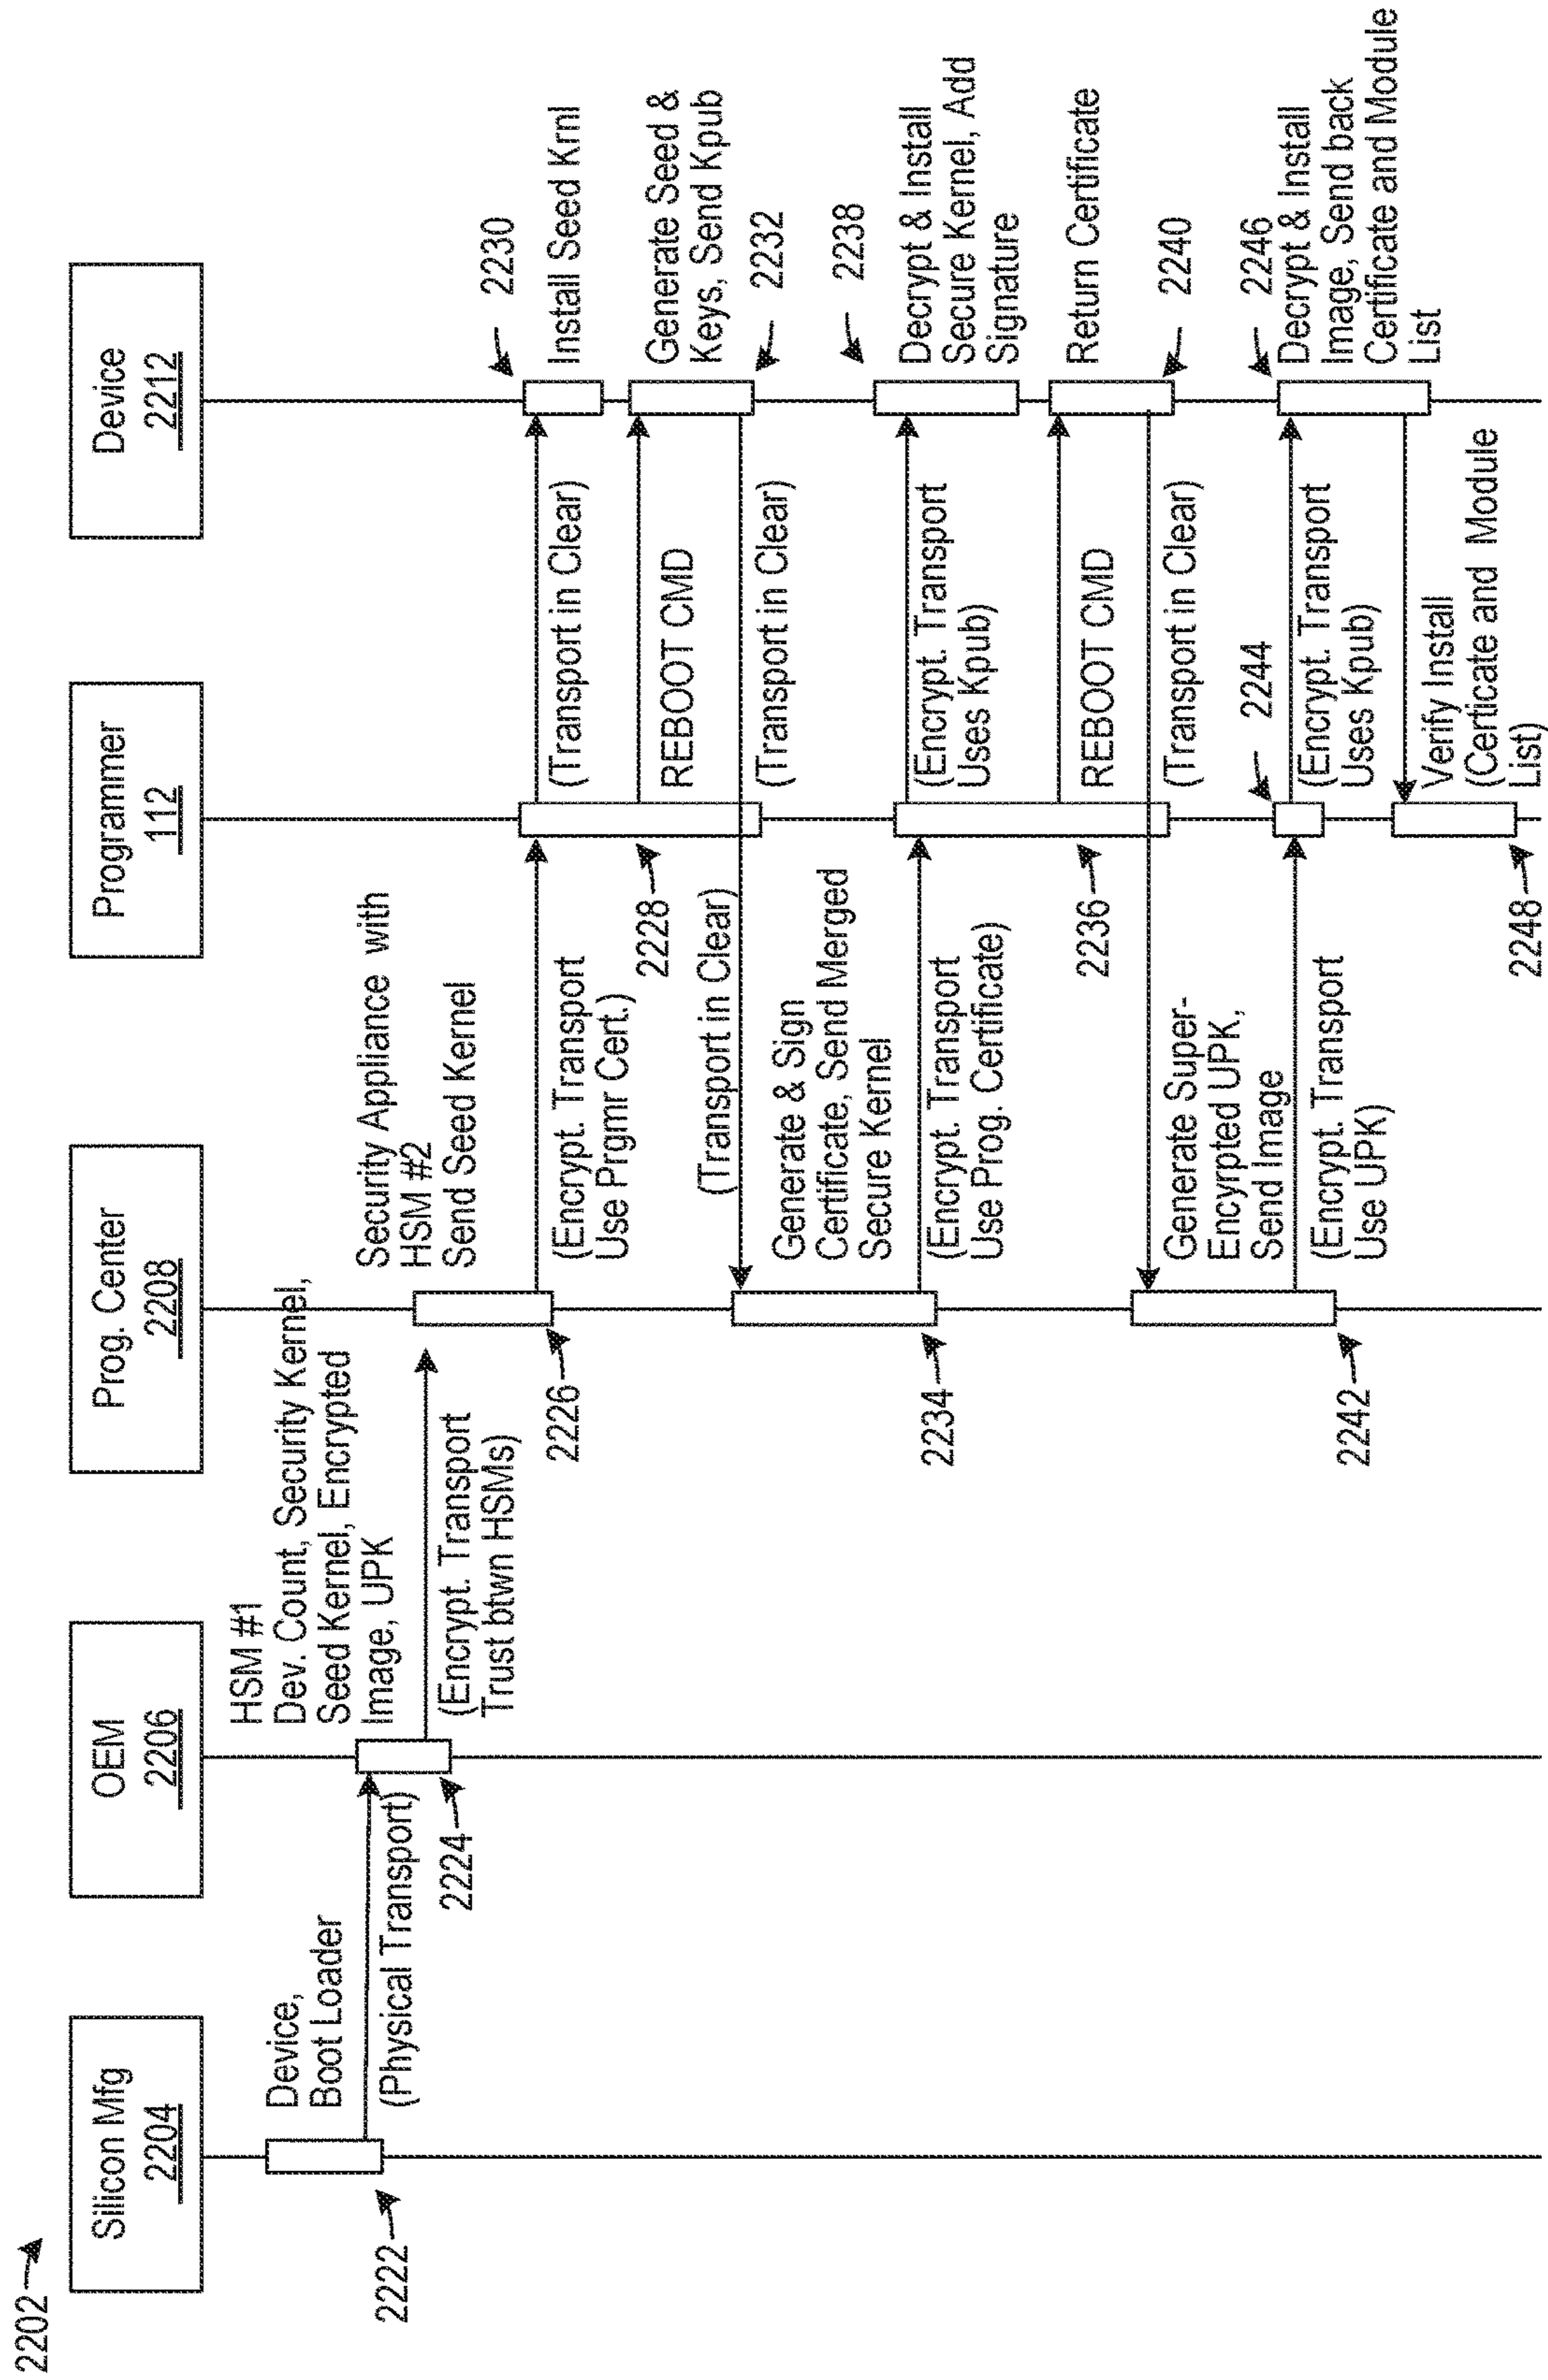 2202
Silicon Mfg
2204
OEM
2206
Prog. Center
2208
Programmer
112
Device
2212
Device,
Boot Loader
(Physical Transport)
2222
HSM #1
Dev. Count, Security Kernel,
Seed Kernel, Encrypted
Image, UPK
(Encrypt. Transport
Trust btwn HSMs)
2224
Security Appliance with
HSM #2
Send Seed Kernel
(Encrypt. Transport
Use Prgmr Cert.)
2226
2228
(Transport in Clear)
2230
Install Seed Krnl
REBOOT CMD
Generate Seed &
Keys, Send Kpub
2232
(Transport in Clear)
(Transport in Clear)
Generate & Sign
Certificate, Send Merged
Secure Kernel
(Encrypt. Transport
Use Prog. Certificate)
2234
2236
(Encrypt. Transport
Uses Kpub)
2238
Decrypt & Install
Secure Kernel, Add
Signature
REBOOT CMD
Return Certificate
2240
(Transport in Clear)
Generate Super-
Encyrpted UPK,
Send Image
(Encrypt. Transport
Use UPK)
2242
2244
(Encrypt. Transport
Uses Kpub)
2246
Decrypt & Install
Image, Send back
Certificate and Module
List
Verify Install
(Certicate and Module
List)
2248